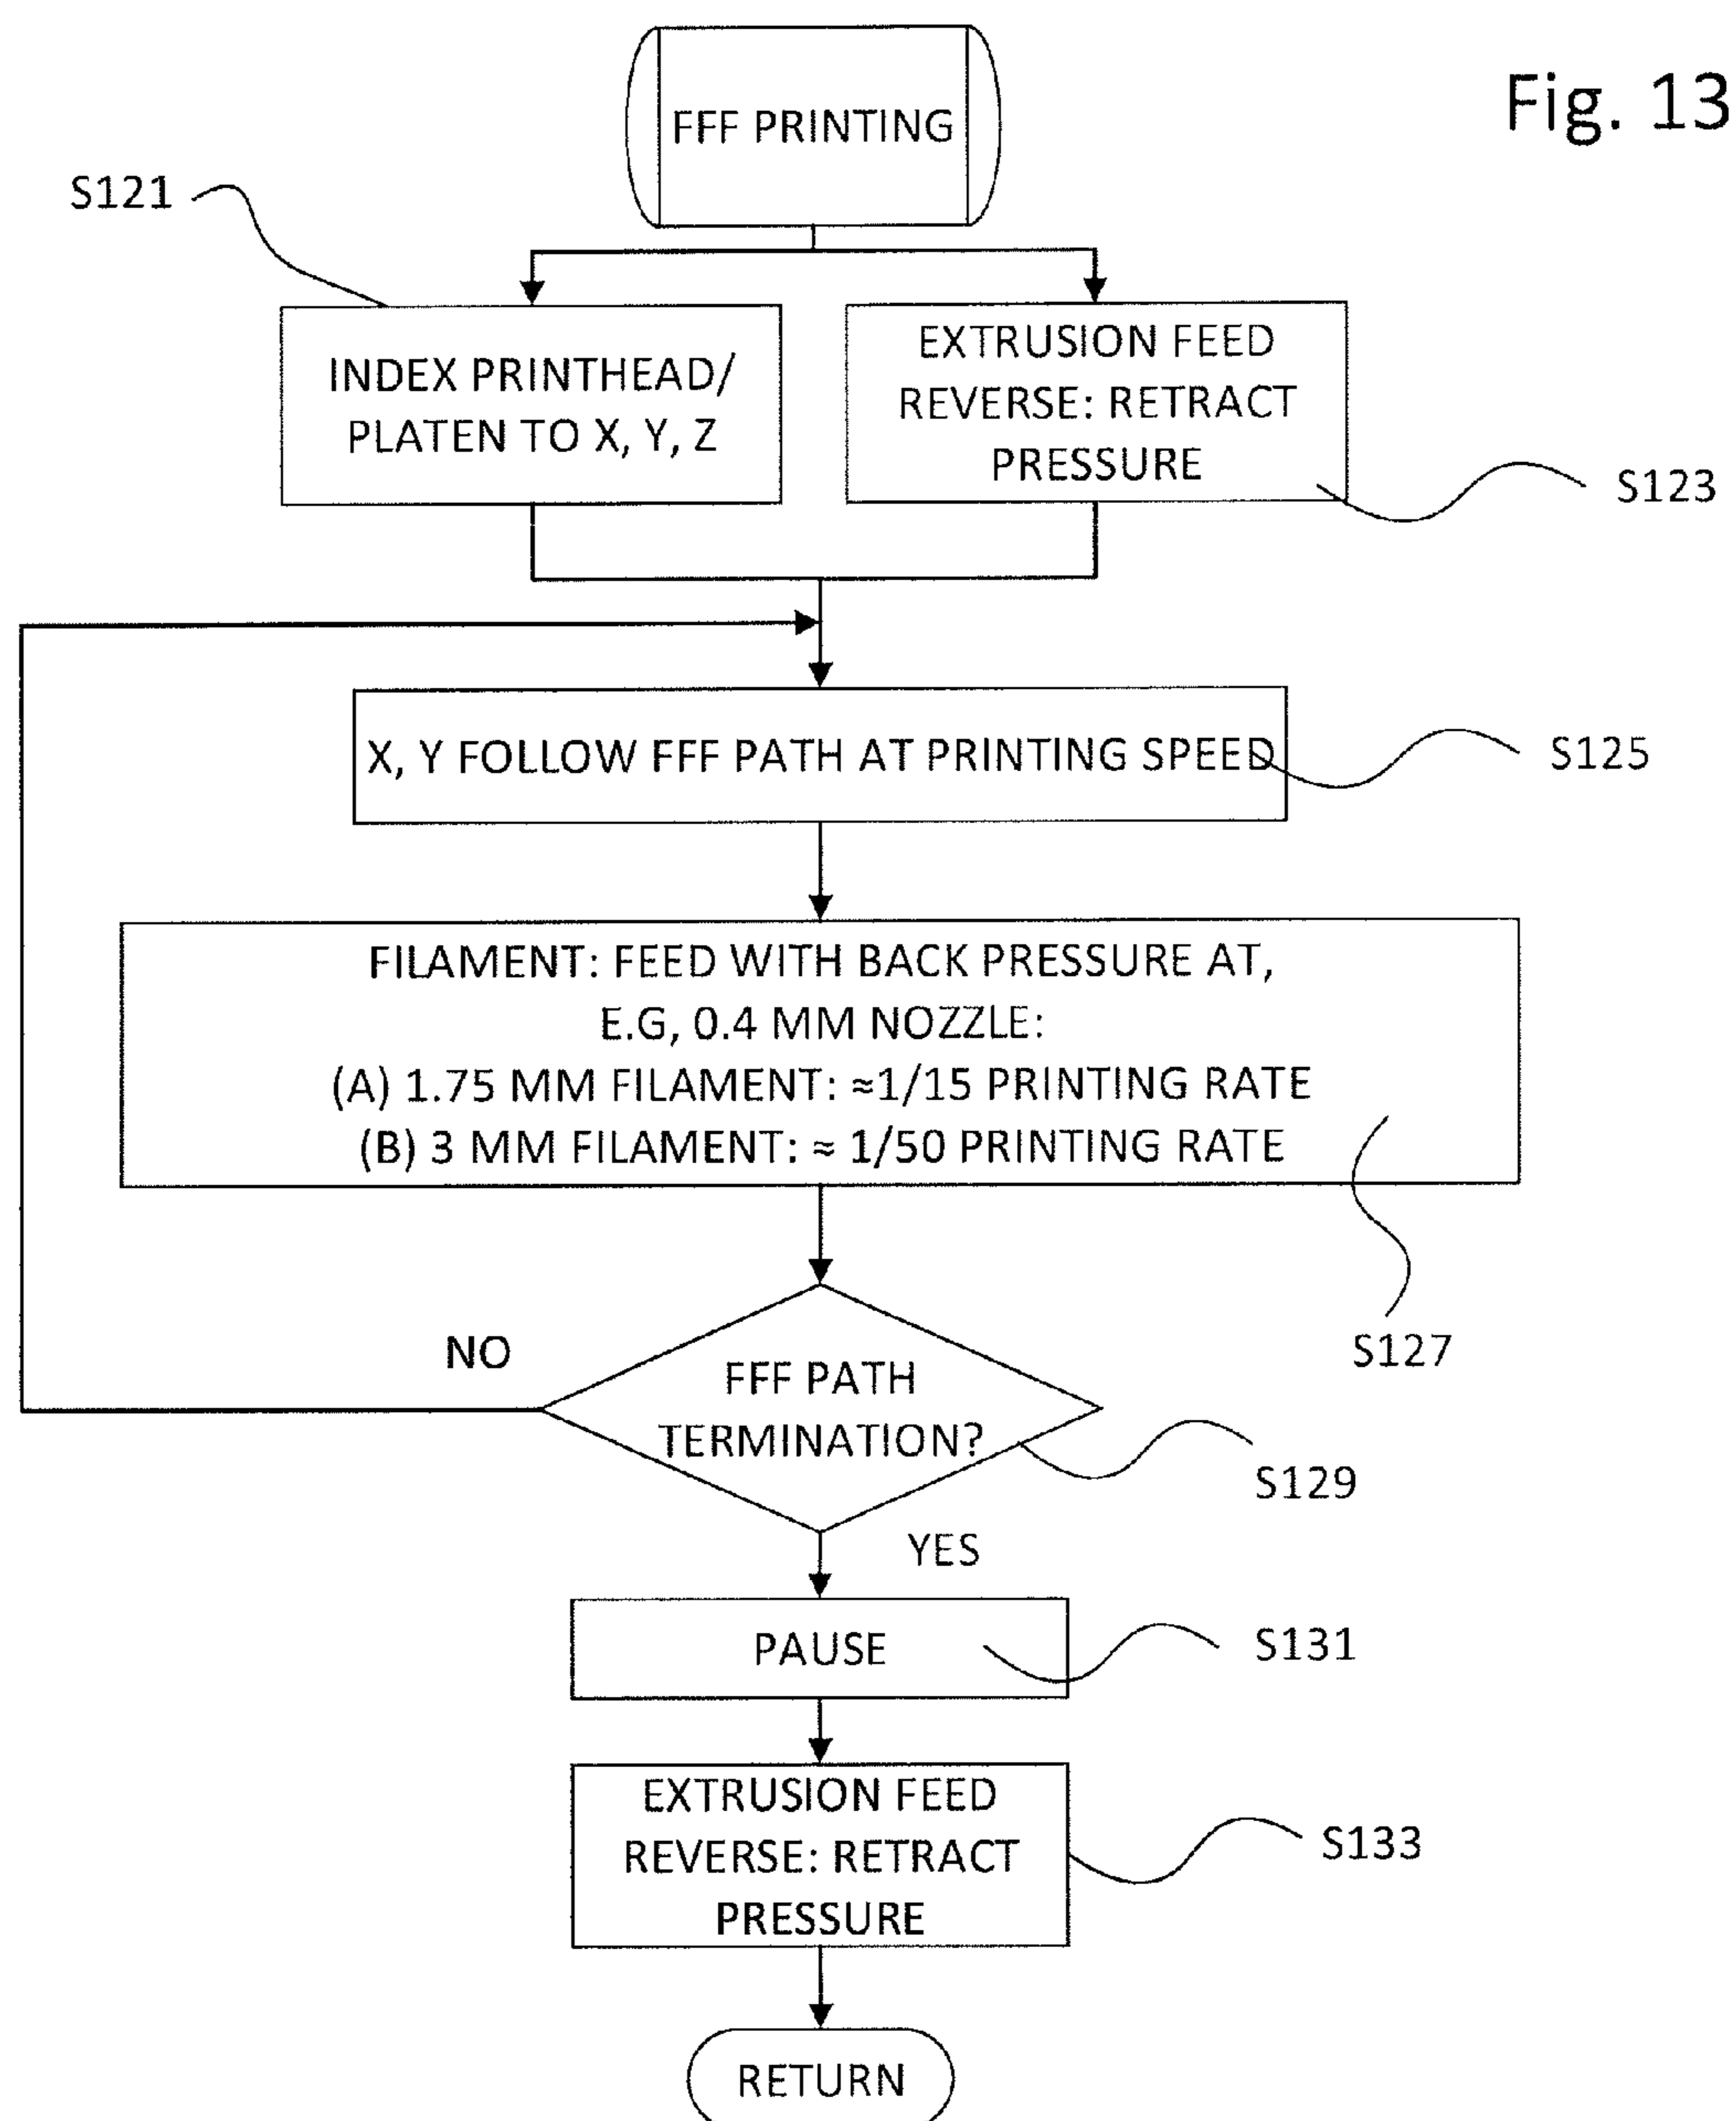 Fig. 13
FFF PRINTING
S121
INDEX PRINTHEAD/
PLATEN TO X, Y, Z
EXTRUSION FEED
REVERSE: RETRACT
PRESSURE
S123
X, Y FOLLOW FFF PATH AT PRINTING SPEED
S125
FILAMENT: FEED WITH BACK PRESSURE AT,
E.G, 0.4 MM NOZZLE:
(A) 1.75 MM FILAMENT: ≈1/15 PRINTING RATE
(B) 3 MM FILAMENT: ≈ 1/50 PRINTING RATE
S127
NO
FFF PATH
TERMINATION?
S129
YES
PAUSE
S131
EXTRUSION FEED
REVERSE: RETRACT
PRESSURE
S133
RETURN